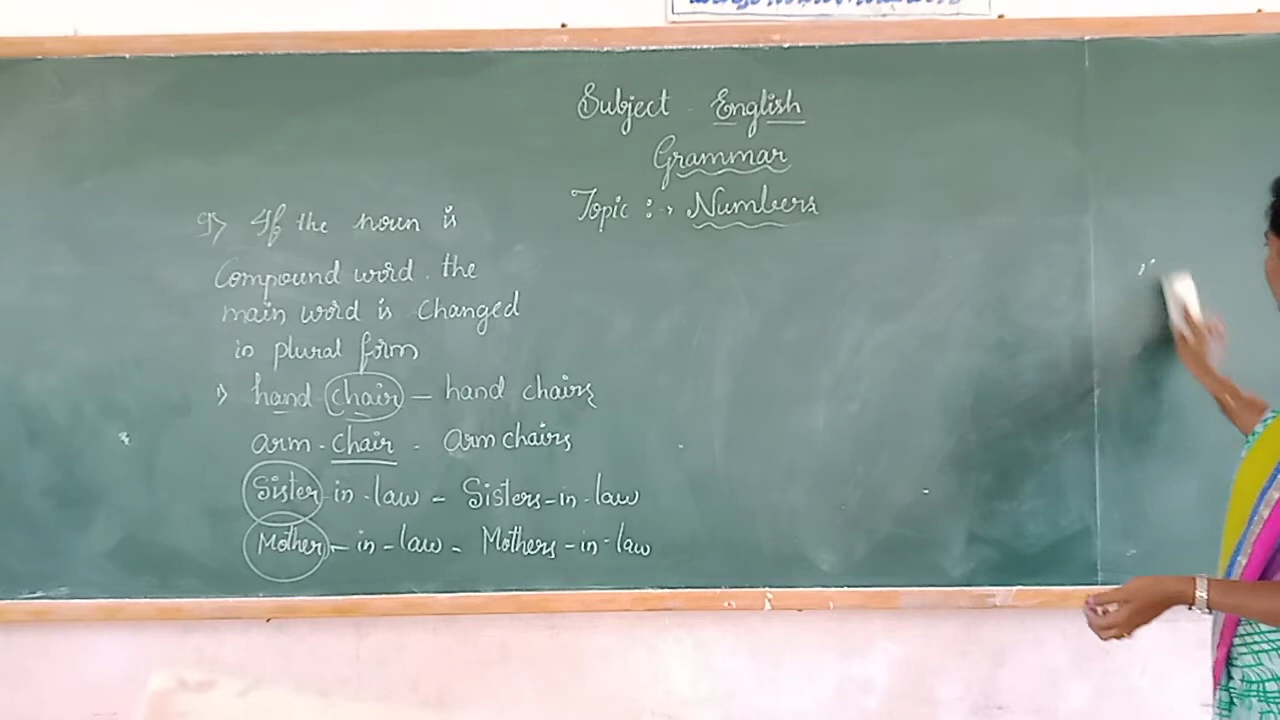 Subject - English
Grammar
Topic :- Numbers
9) If the noun is
Compound word. the
main word is changed
in plural form
1) hand chair - hand chairs
arm - chair - arm chairs
Sister in - law - Sisters - in - law
Mother - in - law - Mothers - in - law